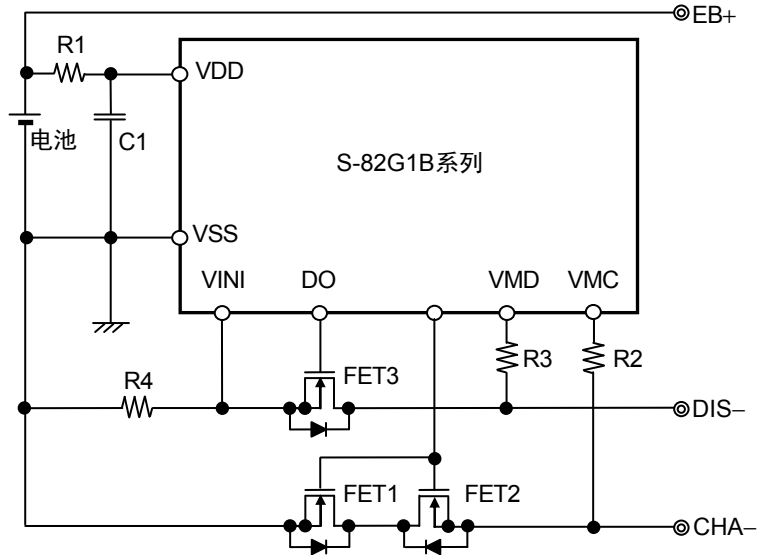 EB+
R1
VDD
电池
C1
S-82G1B系列
VSS
VINI
DO
VMD
VMC
R3
R2
R4
FET3
DIS−
FET1
FET2
CHA−